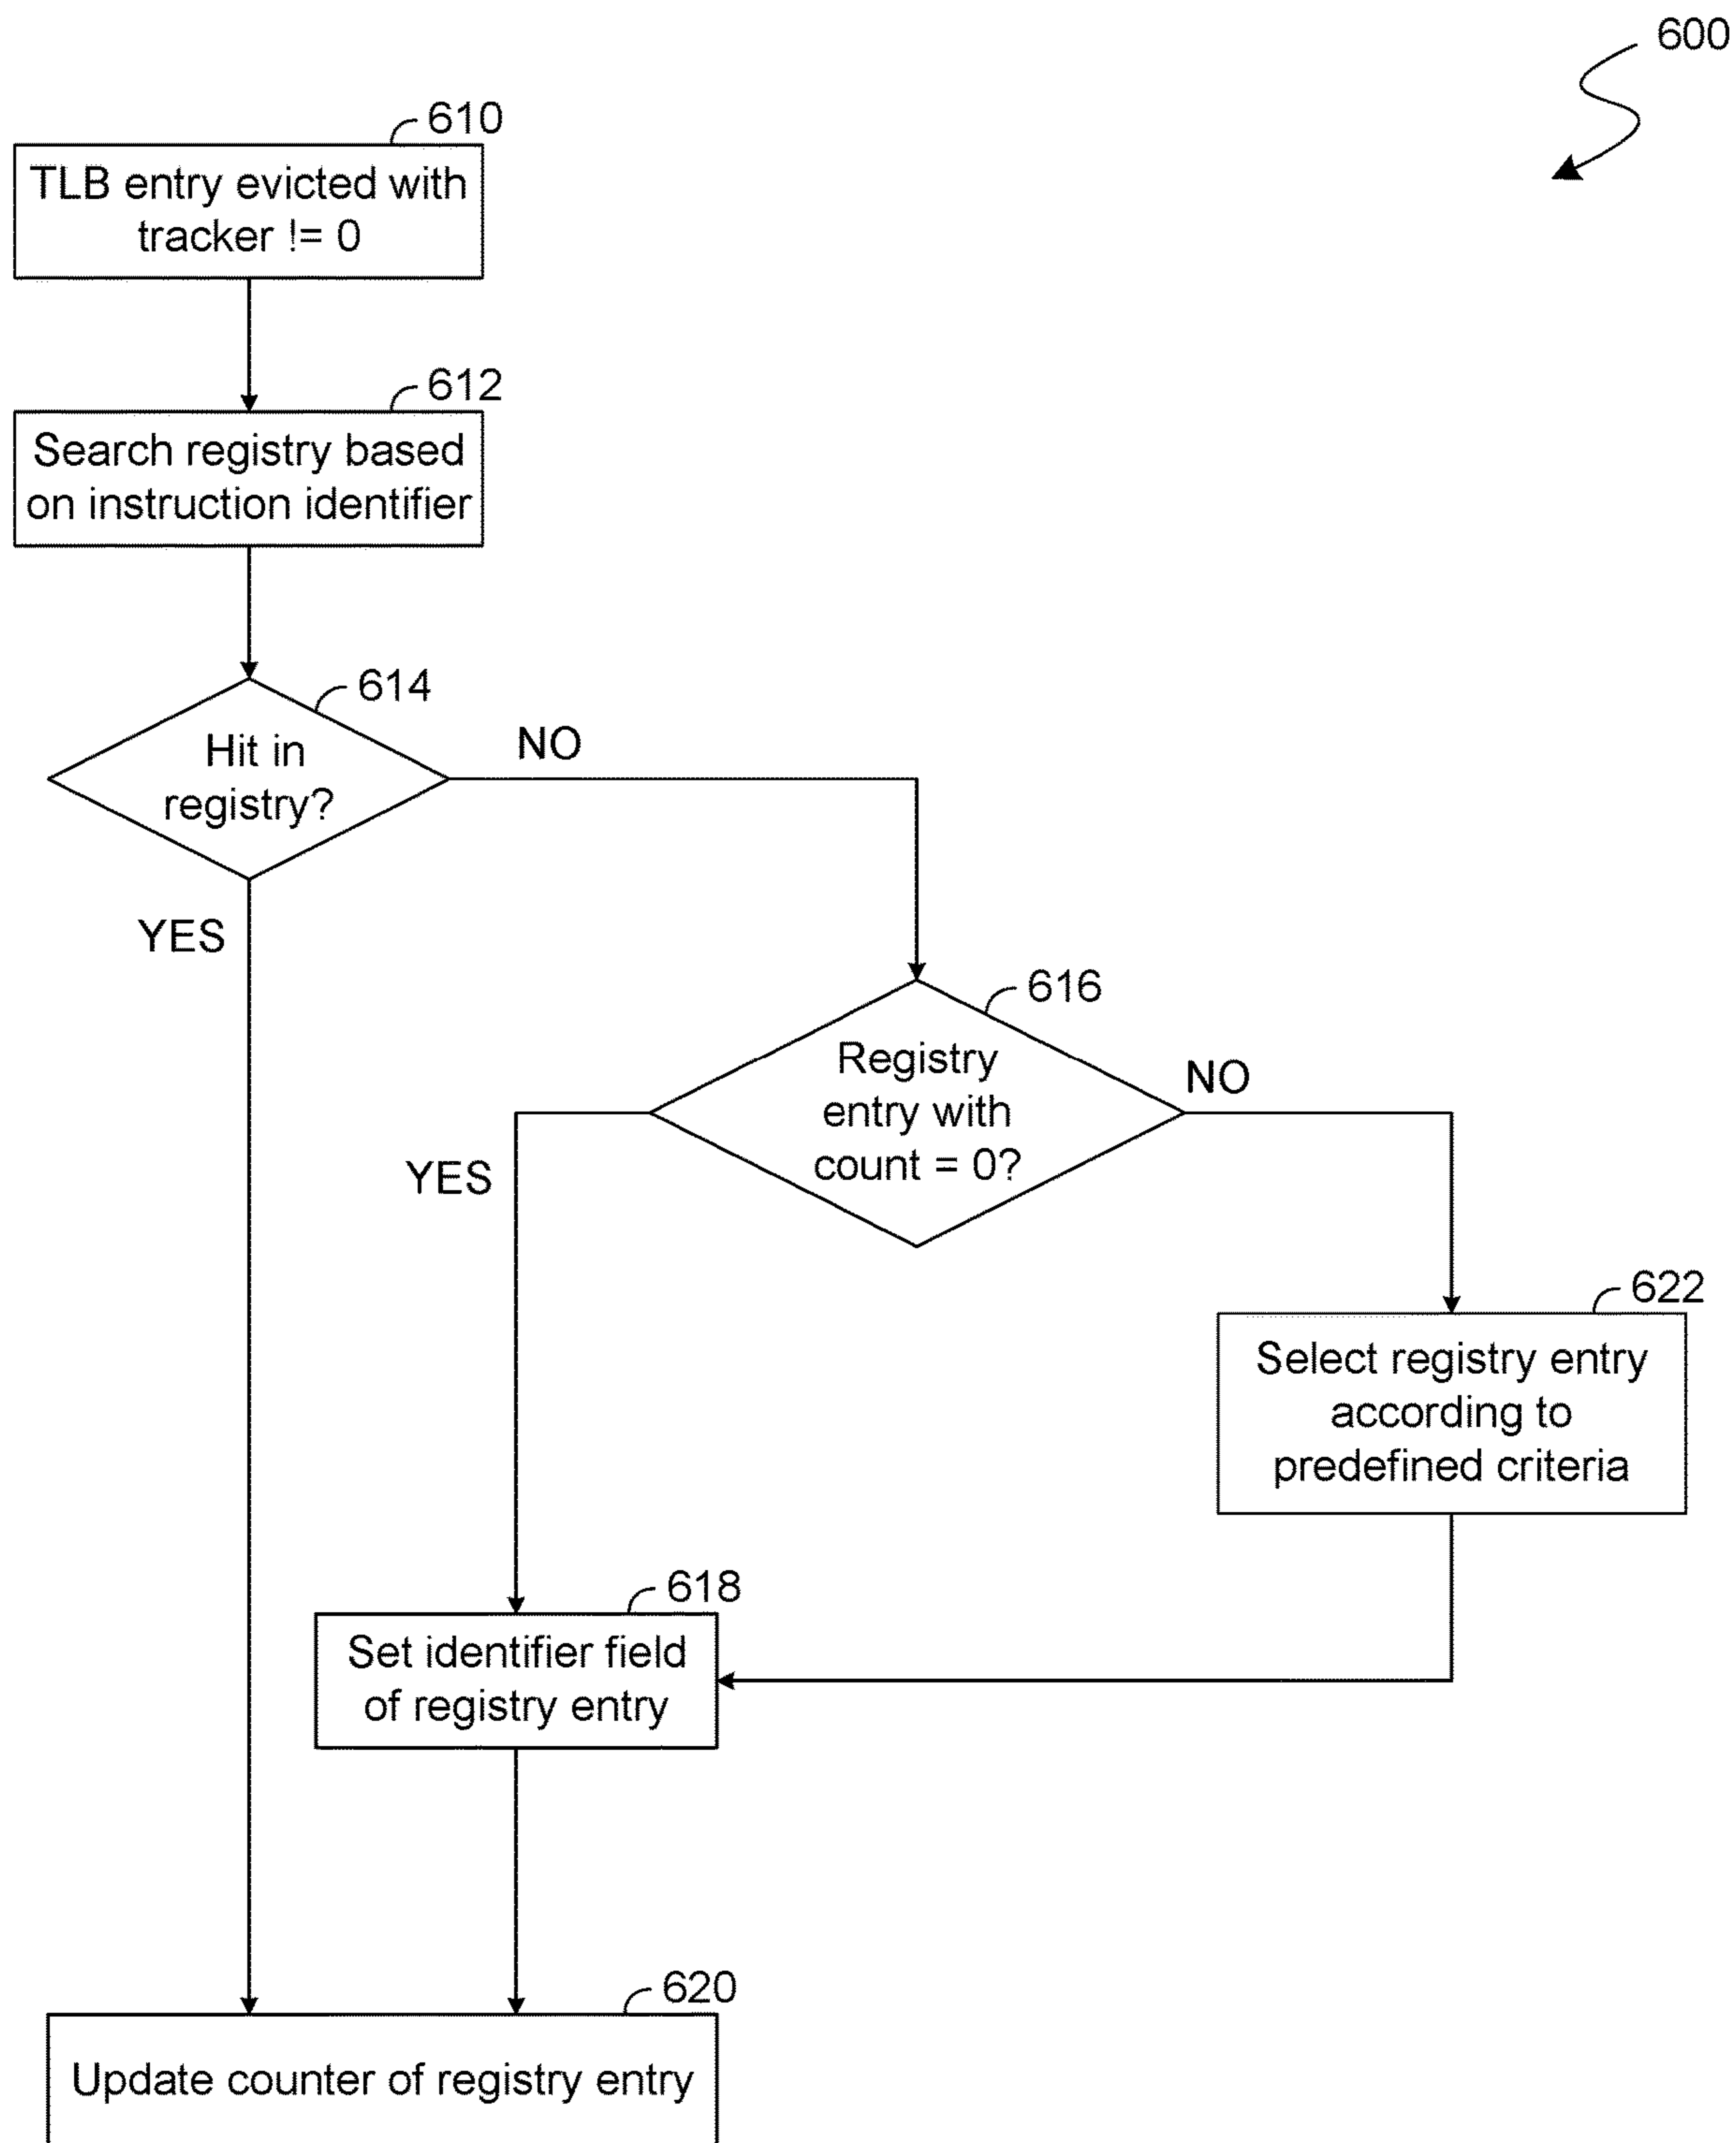 600
610
TLB entry evicted with
tracker != 0
612
Search registry based
on instruction identifier
614
Hit in
registry?
NO
YES
616
Registry
entry with
count = 0?
NO
YES
622
Select registry entry
according to
predefined criteria
618
Set identifier field
of registry entry
620
Update counter of registry entry